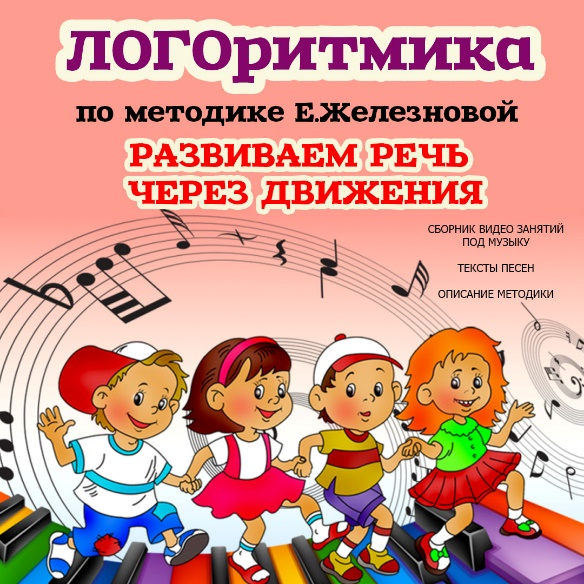 ЛОГОритмика
по методике Е.Железновой
РАЗВИВАЕМ РЕЧЬ
ЧЕРЕЗ ДВИЖЕНИЯ
СБОРНИК ВИДЕО ЗАНЯТИЙ
ПОД МУЗЫКУ
ТЕКСТЫ ПЕСЕН
ОПИСАНИЕ МЕТОДИКИ